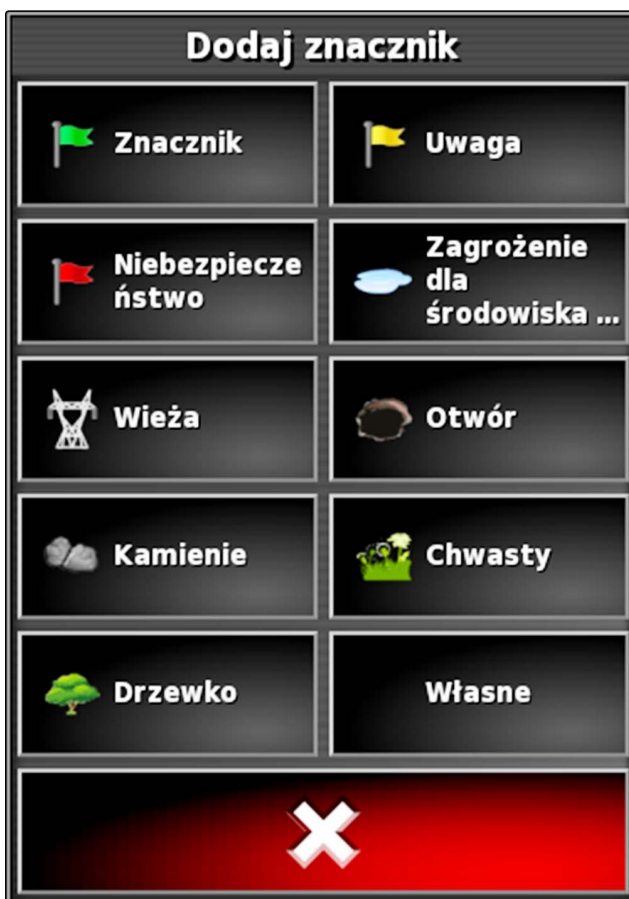 Dodaj znacznik
Znacznik
Uwaga
Niebezpiecze
ństwo
Zagrożenie
dla
środowiska ...
Wieża
Otwór
Kamienie
Chwasty
Drzewko
Własne